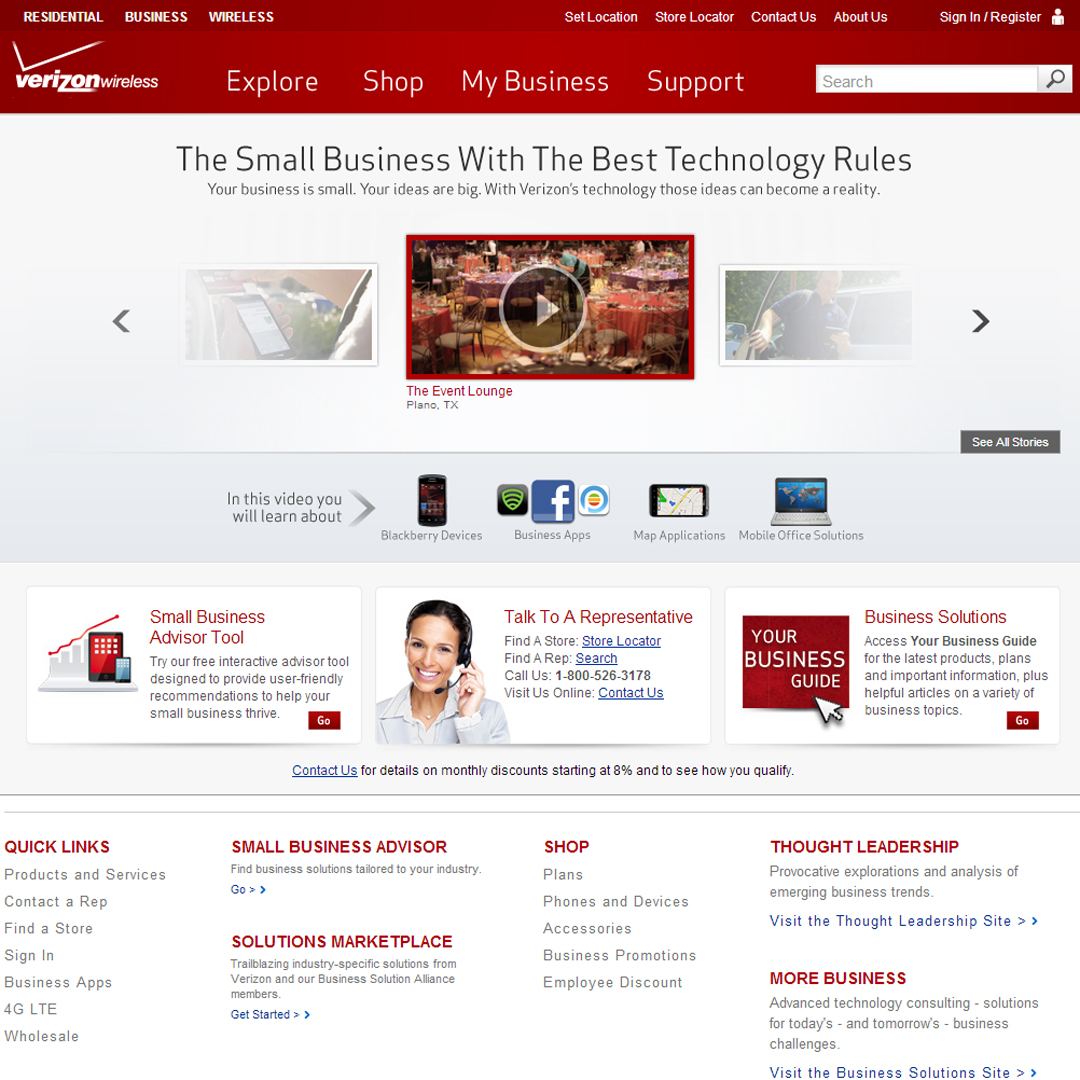 RESIDENTIAL BUSINESS WIRELESS Set Location Store Locator Contact Us About Us Sign In / Register
verizonwireless Explore Shop My Business Support Search
The Small Business With The Best Technology Rules
Your business is small. Your ideas are big. With Verizon's technology those ideas can become a reality.
The Event Lounge
Plano, TX
See All Stories
In this video you
will learn about
Blackberry Devices Business Apps Map Applications Mobile Office Solutions
Small Business
Advisor Tool
Try our free interactive advisor tool
designed to provide user-friendly
recommendations to help your
small business thrive.
Go
Talk To A Representative
Find A Store: Store Locator
Find A Rep: Search
Call Us: 1-800-526-3178
Visit Us Online: Contact Us
YOUR
BUSINESS
GUIDE
Business Solutions
Access Your Business Guide
for the latest products, plans
and important information, plus
helpful articles on a variety of
business topics.
Go
Contact Us for details on monthly discounts starting at 8% and to see how you qualify.
QUICK LINKS
Products and Services
Contact a Rep
Find a Store
Sign In
Business Apps
4G LTE
Wholesale
SMALL BUSINESS ADVISOR
Find business solutions tailored to your industry.
Go >
SOLUTIONS MARKETPLACE
Trailblazing industry-specific solutions from
Verizon and our Business Solution Alliance
members.
Get Started >
SHOP
Plans
Phones and Devices
Accessories
Business Promotions
Employee Discount
THOUGHT LEADERSHIP
Provocative explorations and analysis of
emerging business trends.
Visit the Thought Leadership Site >
MORE BUSINESS
Advanced technology consulting - solutions
for today's - and tomorrow's - business
challenges.
Visit the Business Solutions Site >